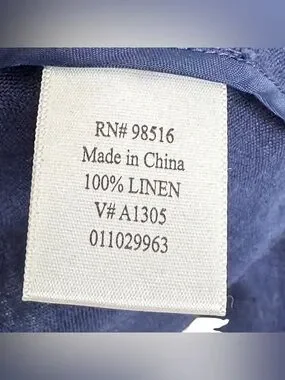 RN# 98516
Made in China
100% LINEN
V# A1305
011029963